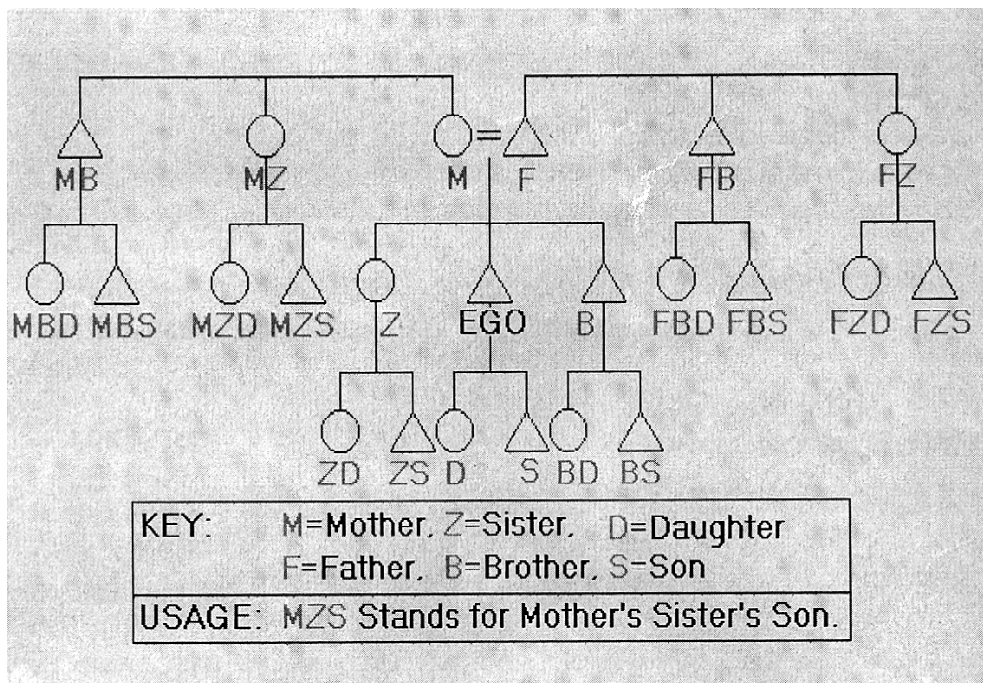 MB MZ M = F FB FZ
MBD MBS MZD MZS Z EGO B FBD FBS FZD FZS
ZD ZS D S BD BS
KEY: M=Mother, Z=Sister, D=Daughter
F=Father, B=Brother, S=Son
USAGE: MZS Stands for Mother's Sister's Son.